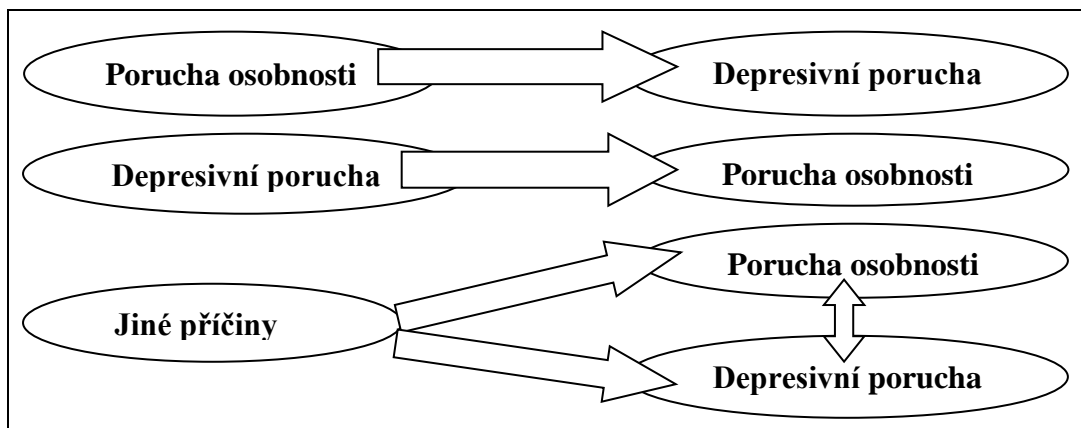 Porucha osobnosti
Depresivní porucha
Depresivní porucha
Porucha osobnosti
Porucha osobnosti
Jiné příčiny
Depresivní porucha